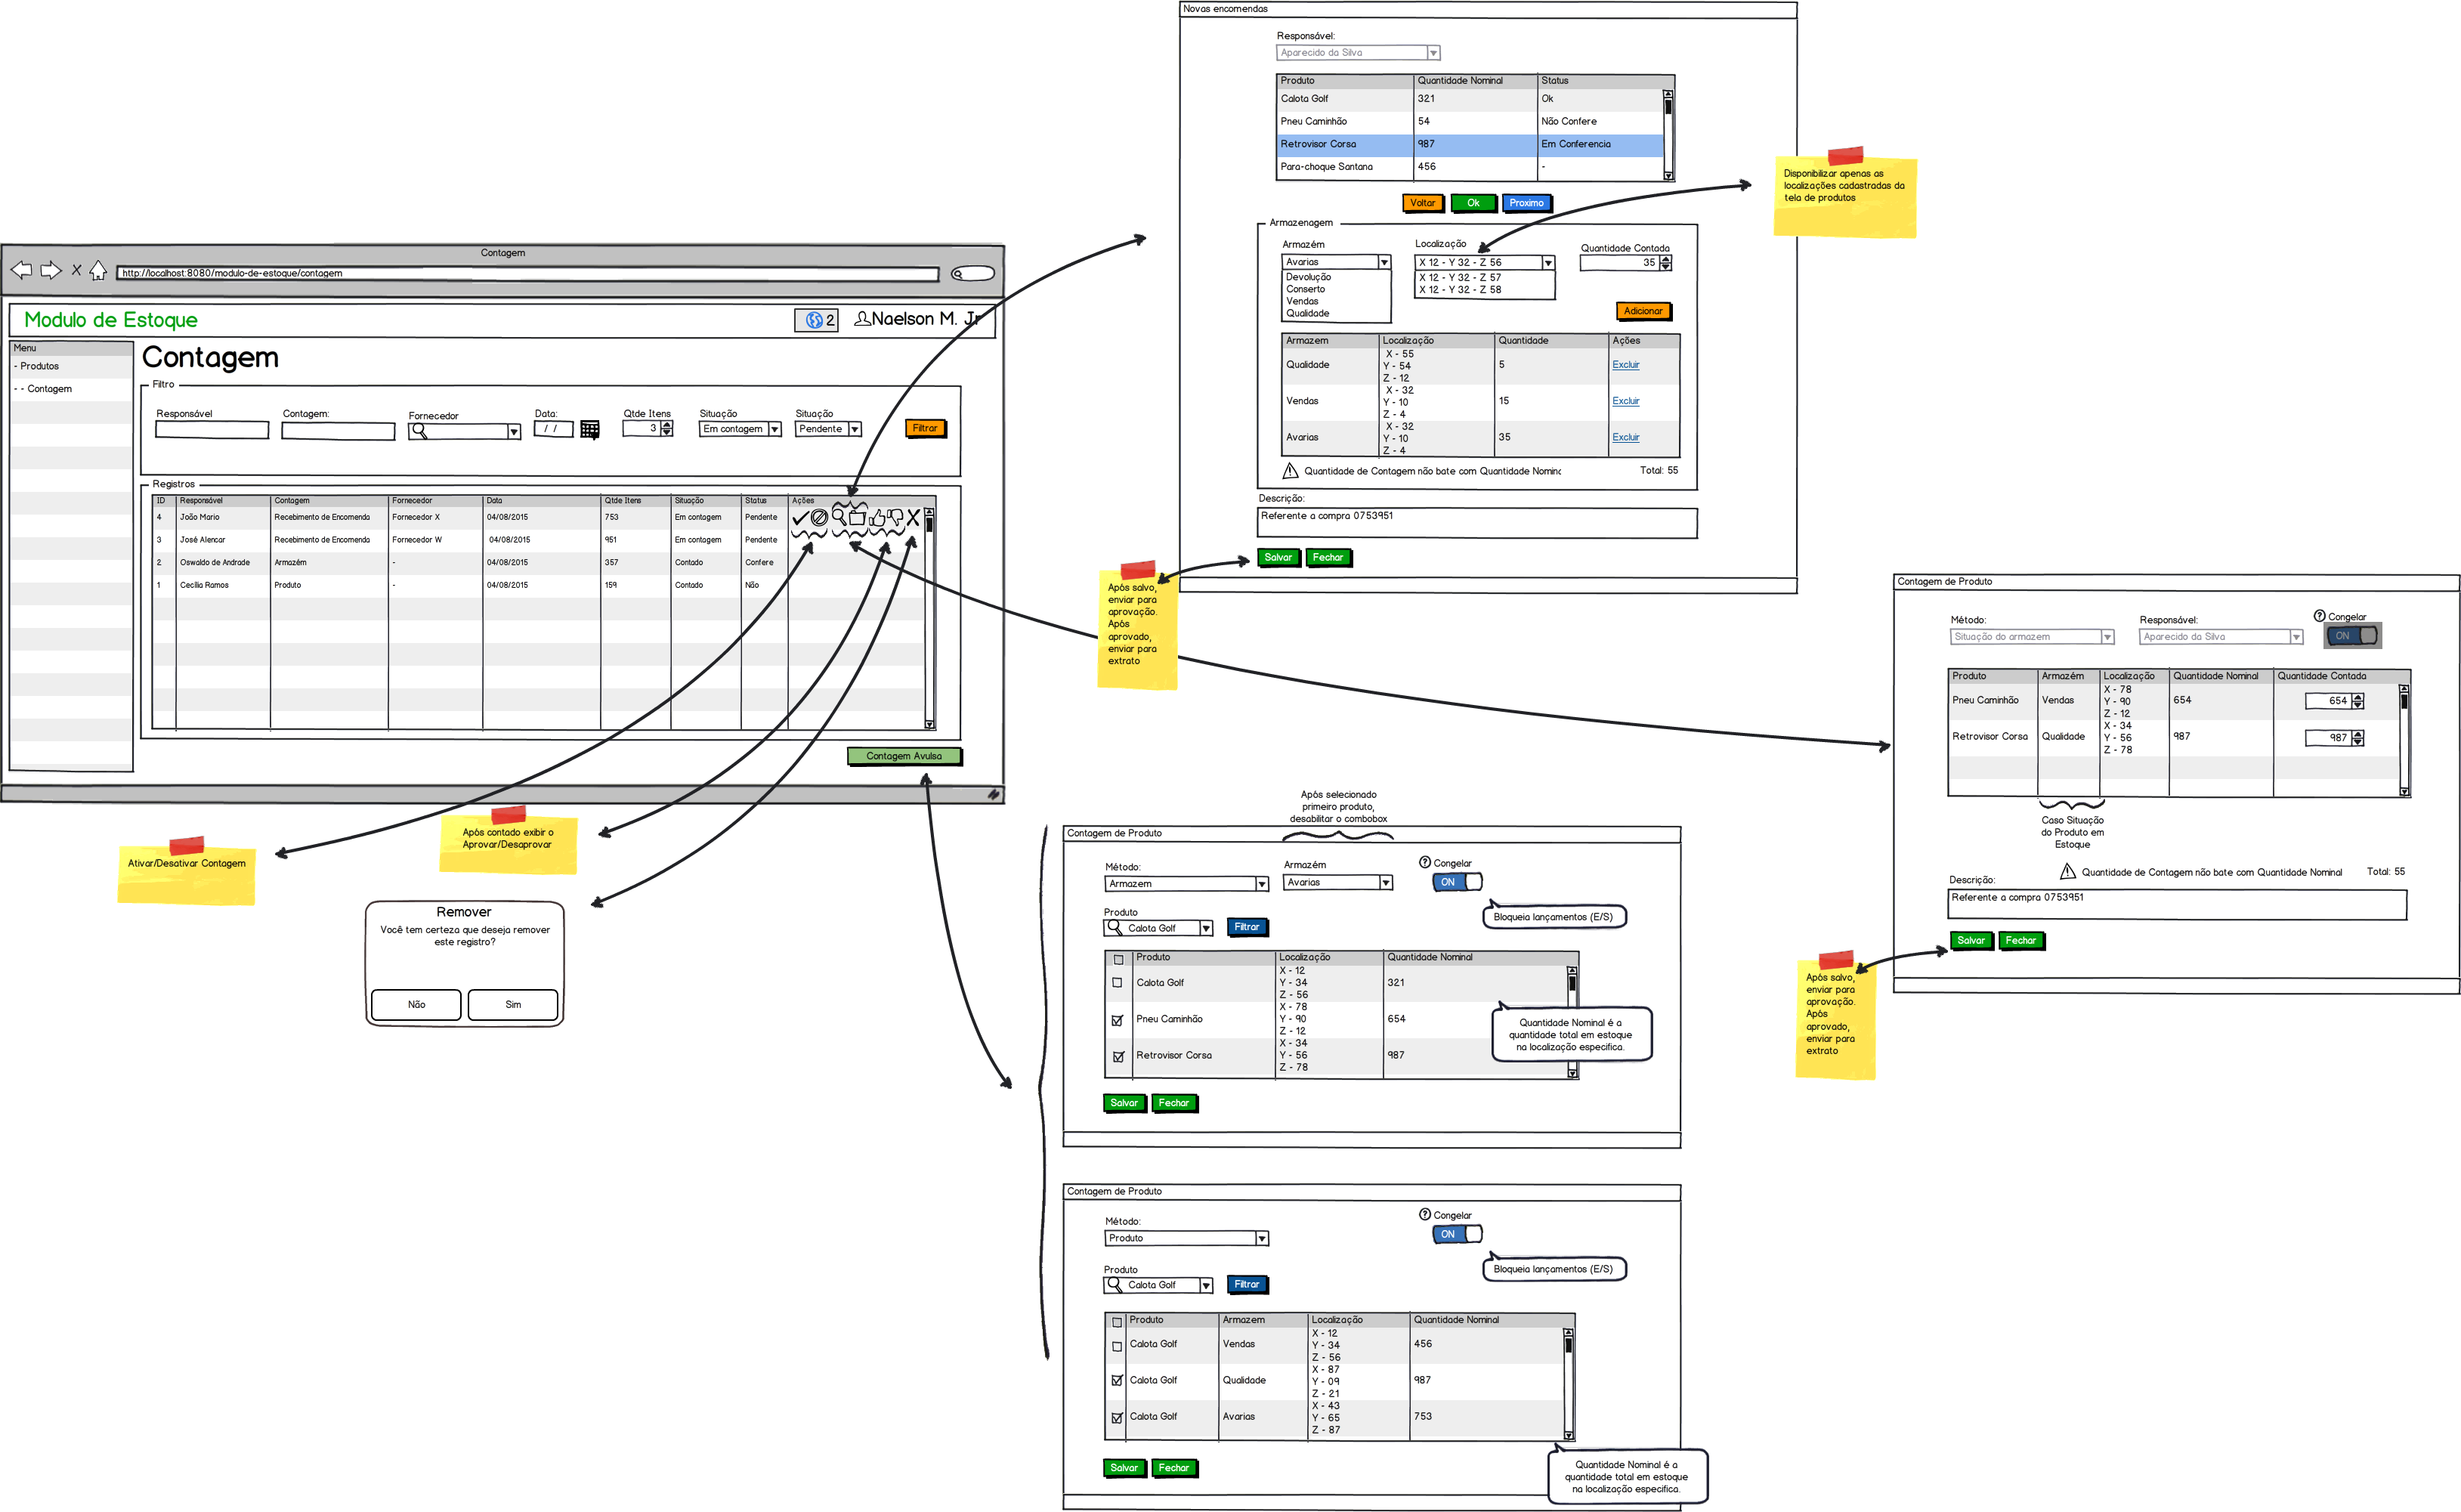 Contagem
http://localhost:8080/modulo-de-estoque/contagem
Modulo de Estoque
2
Naelson M. Jr
Menu
- Produtos
- - Contagem
Contagem
Filtro
Responsável
Contagem:
Fornecedor
Data:
/ /
Qtde Itens
3
Situação
Em contagem
Situação
Pendente
Filtrar
Registros
ID Responsável Contagem Fornecedor Data Qtde Itens Situação Status Ações
4 João Mario Recebimento de Encomenda Fornecedor X 04/08/2015 753 Em contagem Pendente
3 José Alencar Recebimento de Encomenda Fornecedor W 04/08/2015 951 Em contagem Pendente
2 Oswaldo de Andrade Armazém - 04/08/2015 357 Contado Confere
1 Cecília Ramos Produto - 04/08/2015 159 Contado Não
Contagem Avulsa
Ativar/Desativar Contagem
Após contado exibir o
Aprovar/Desaprovar
Remover
Você tem certeza que deseja remover
este registro?
Não
Sim
Novas encomendas
Responsável:
Aparecido da Silva
Produto Quantidade Nominal Status
Calota Golf 321 Ok
Pneu Caminhão 54 Não Confere
Retrovisor Corsa 987 Em Conferencia
Para-choque Santana 456 -
Voltar
Ok
Proximo
Armazenagem
Armazém
Avarias
Devolução
Conserto
Vendas
Qualidade
Localização
X 12 - Y 32 - Z 56
X 12 - Y 32 - Z 57
X 12 - Y 32 - Z 58
Quantidade Contada
35
Adicionar
Armazem Localização Quantidade Ações
X - 55
Qualidade Y - 54 5 Excluir
Z - 12
X - 32
Vendas Y - 10 15 Excluir
Z - 4
X - 32
Avarias Y - 10 35 Excluir
Z - 4
Quantidade de Contagem não bate com Quantidade Nominc
Total: 55
Descrição:
Referente a compra 0753951
Salvar
Fechar
Disponibilizar apenas as
localizações cadastradas da
tela de produtos
Após salvo,
enviar para
aprovação.
Após
aprovado,
enviar para
extrato
Contagem de Produto
Método:
Situação do armazem
Responsável:
Aparecido da Silva
? Congelar
ON
Produto Armazém Localização Quantidade Nominal Quantidade Contada
X - 78
Pneu Caminhão Vendas Y - 90 654 654
Z - 12
X - 34
Retrovisor Corsa Qualidade Y - 56 987 987
Z - 78
Caso Situação
do Produto em
Estoque
Quantidade de Contagem não bate com Quantidade Nominal
Total: 55
Descrição:
Referente a compra 0753951
Salvar
Fechar
Após salvo,
enviar para
aprovação.
Após
aprovado,
enviar para
extrato
Após selecionado
primeiro produto,
desabilitar o combobox
Contagem de Produto
Método:
Armazem
Armazém
Avarias
? Congelar
ON
Bloqueia lançamentos (E/S)
Produto
Calota Golf
Filtrar
Produto Localização Quantidade Nominal
X - 12
Calota Golf Y - 34 321
Z - 56
X - 78
Pneu Caminhão Y - 90 654
Z - 12
X - 34
Retrovisor Corsa Y - 56 987
Z - 78
Quantidade Nominal é a
quantidade total em estoque
na localização especifica.
Salvar
Fechar
Contagem de Produto
Método:
Produto
? Congelar
ON
Bloqueia lançamentos (E/S)
Produto
Calota Golf
Filtrar
Produto Armazem Localização Quantidade Nominal
X - 12
Calota Golf Vendas Y - 34 456
Z - 56
X - 87
Calota Golf Qualidade Y - 09 987
Z - 21
X - 43
Calota Golf Avarias Y - 65 753
Z - 87
Quantidade Nominal é a
quantidade total em estoque
na localização especifica.
Salvar
Fechar